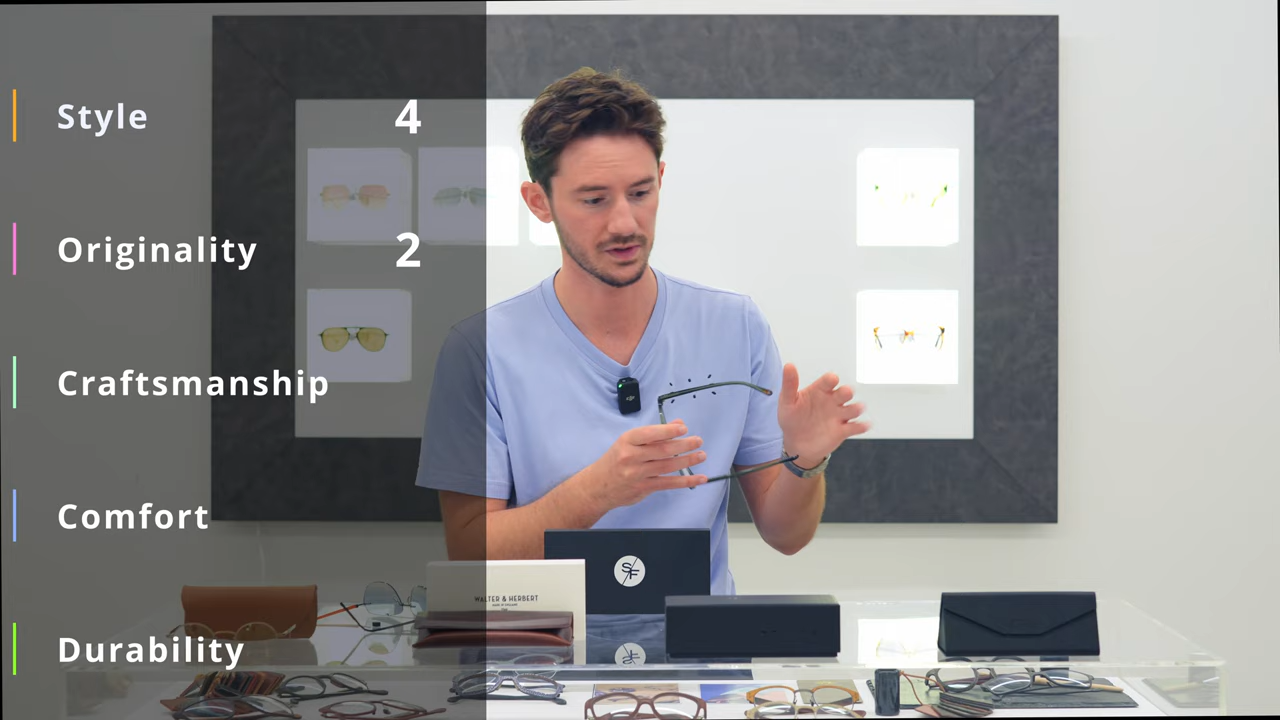 Style 4
Originality 2
Craftsmanship
Comfort
Durability
WALTER & HERBERT
SF